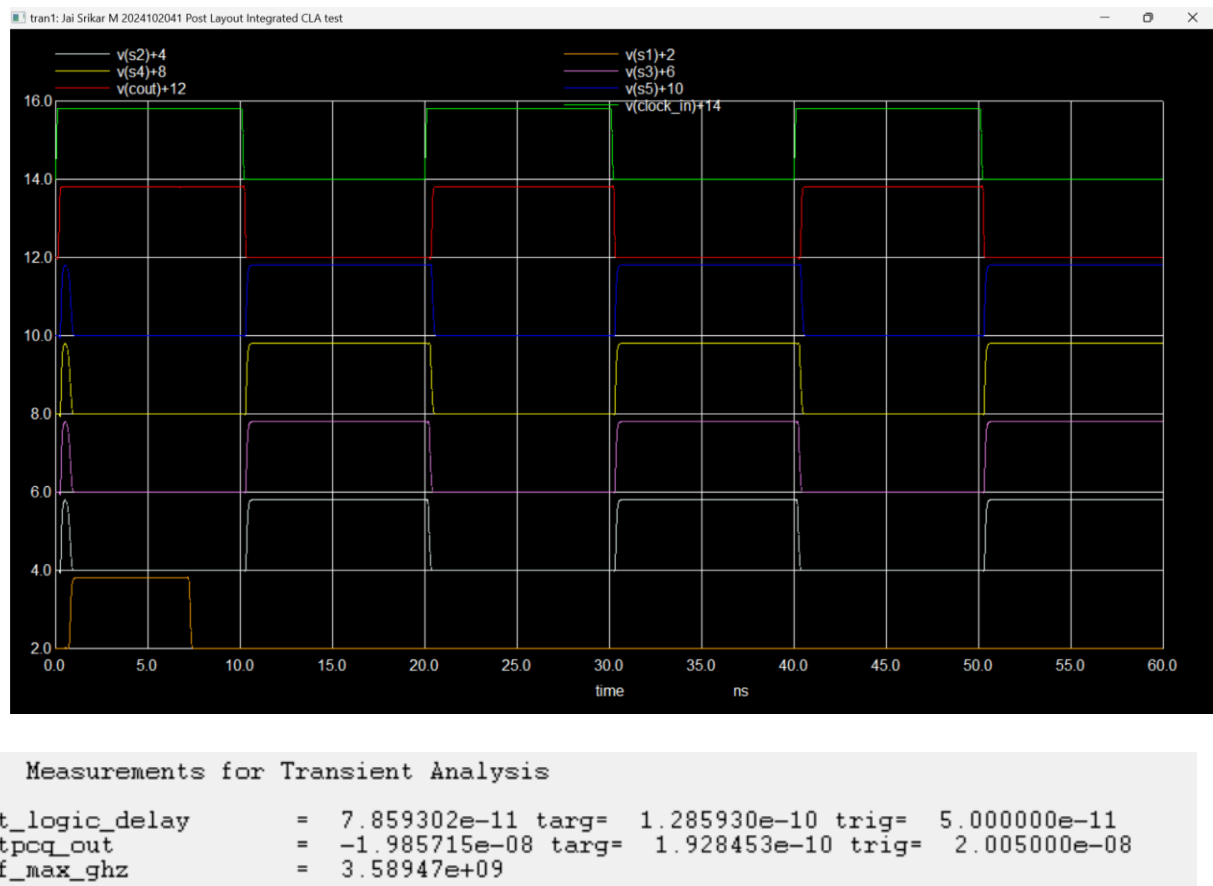 tran1: Jai Srikar M 2024102041 Post Layout Integrated CLA test
v(s2)+4 v(s1)+2
v(s4)+8 v(s3)+6
v(cout)+12 v(s5)+10
v(clock_in)+14
16.0
14.0
12.0
10.0
8.0
6.0
4.0
2.0
0.0 5.0 10.0 15.0 20.0 25.0 30.0 35.0 40.0 45.0 50.0 55.0 60.0
time ns
Measurements for Transient Analysis
t_logic_delay = 7.859302e-11 targ= 1.285930e-10 trig= 5.000000e-11
tpcq_out = -1.985715e-08 targ= 1.928453e-10 trig= 2.005000e-08
f_max_ghz = 3.58947e+09